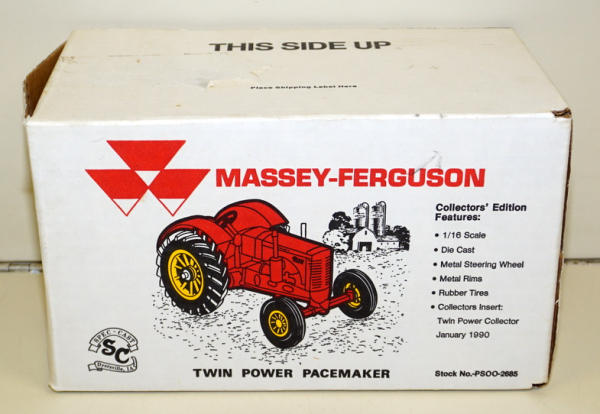 THIS SIDE UP
Place Shipping Label Here
MASSEY-FERGUSON
Collectors' Edition
Features:
• 1/16 Scale
• Die Cast
• Metal Steering Wheel
• Metal Rims
• Rubber Tires
• Collectors Insert:
Twin Power Collector
January 1990
SPEC-CAST
SC
Dyersville, IA
TWIN POWER PACEMAKER
Stock No.-PSOO-2685